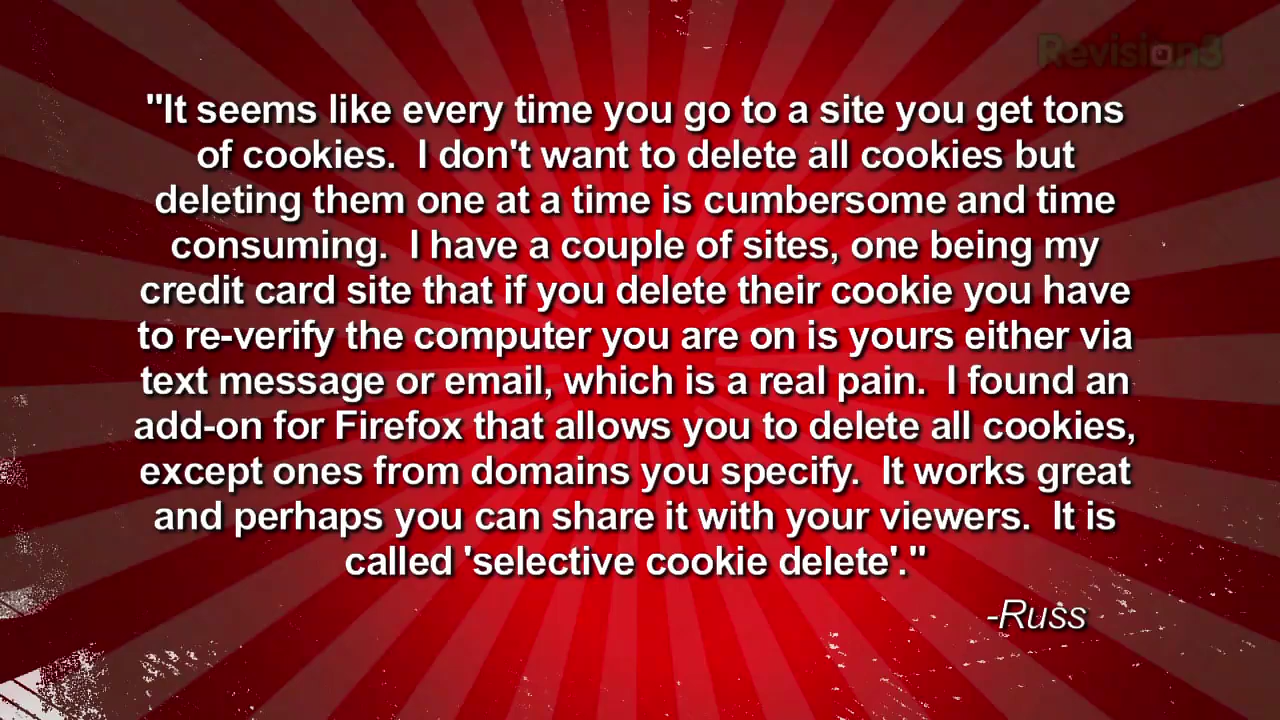 Revision3
"It seems like every time you go to a site you get tons
of cookies.  I don't want to delete all cookies but
deleting them one at a time is cumbersome and time
consuming.  I have a couple of sites, one being my
credit card site that if you delete their cookie you have
to re-verify the computer you are on is yours either via
text message or email, which is a real pain.  I found an
add-on for Firefox that allows you to delete all cookies,
except ones from domains you specify.  It works great
and perhaps you can share it with your viewers.  It is
called 'selective cookie delete'."
-Russ